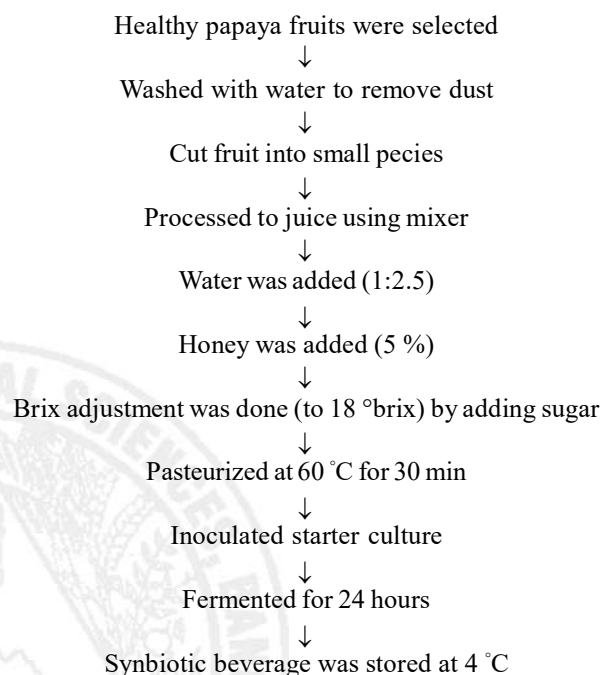 Healthy papaya fruits were selected
↓
Washed with water to remove dust
↓
Cut fruit into small pecies
↓
Processed to juice using mixer
↓
Water was added (1:2.5)
↓
Honey was added (5 %)
↓
Brix adjustment was done (to 18 °brix) by adding sugar
↓
Pasteurized at 60 °C for 30 min
↓
Inoculated starter culture
↓
Fermented for 24 hours
↓
Synbiotic beverage was stored at 4 °C